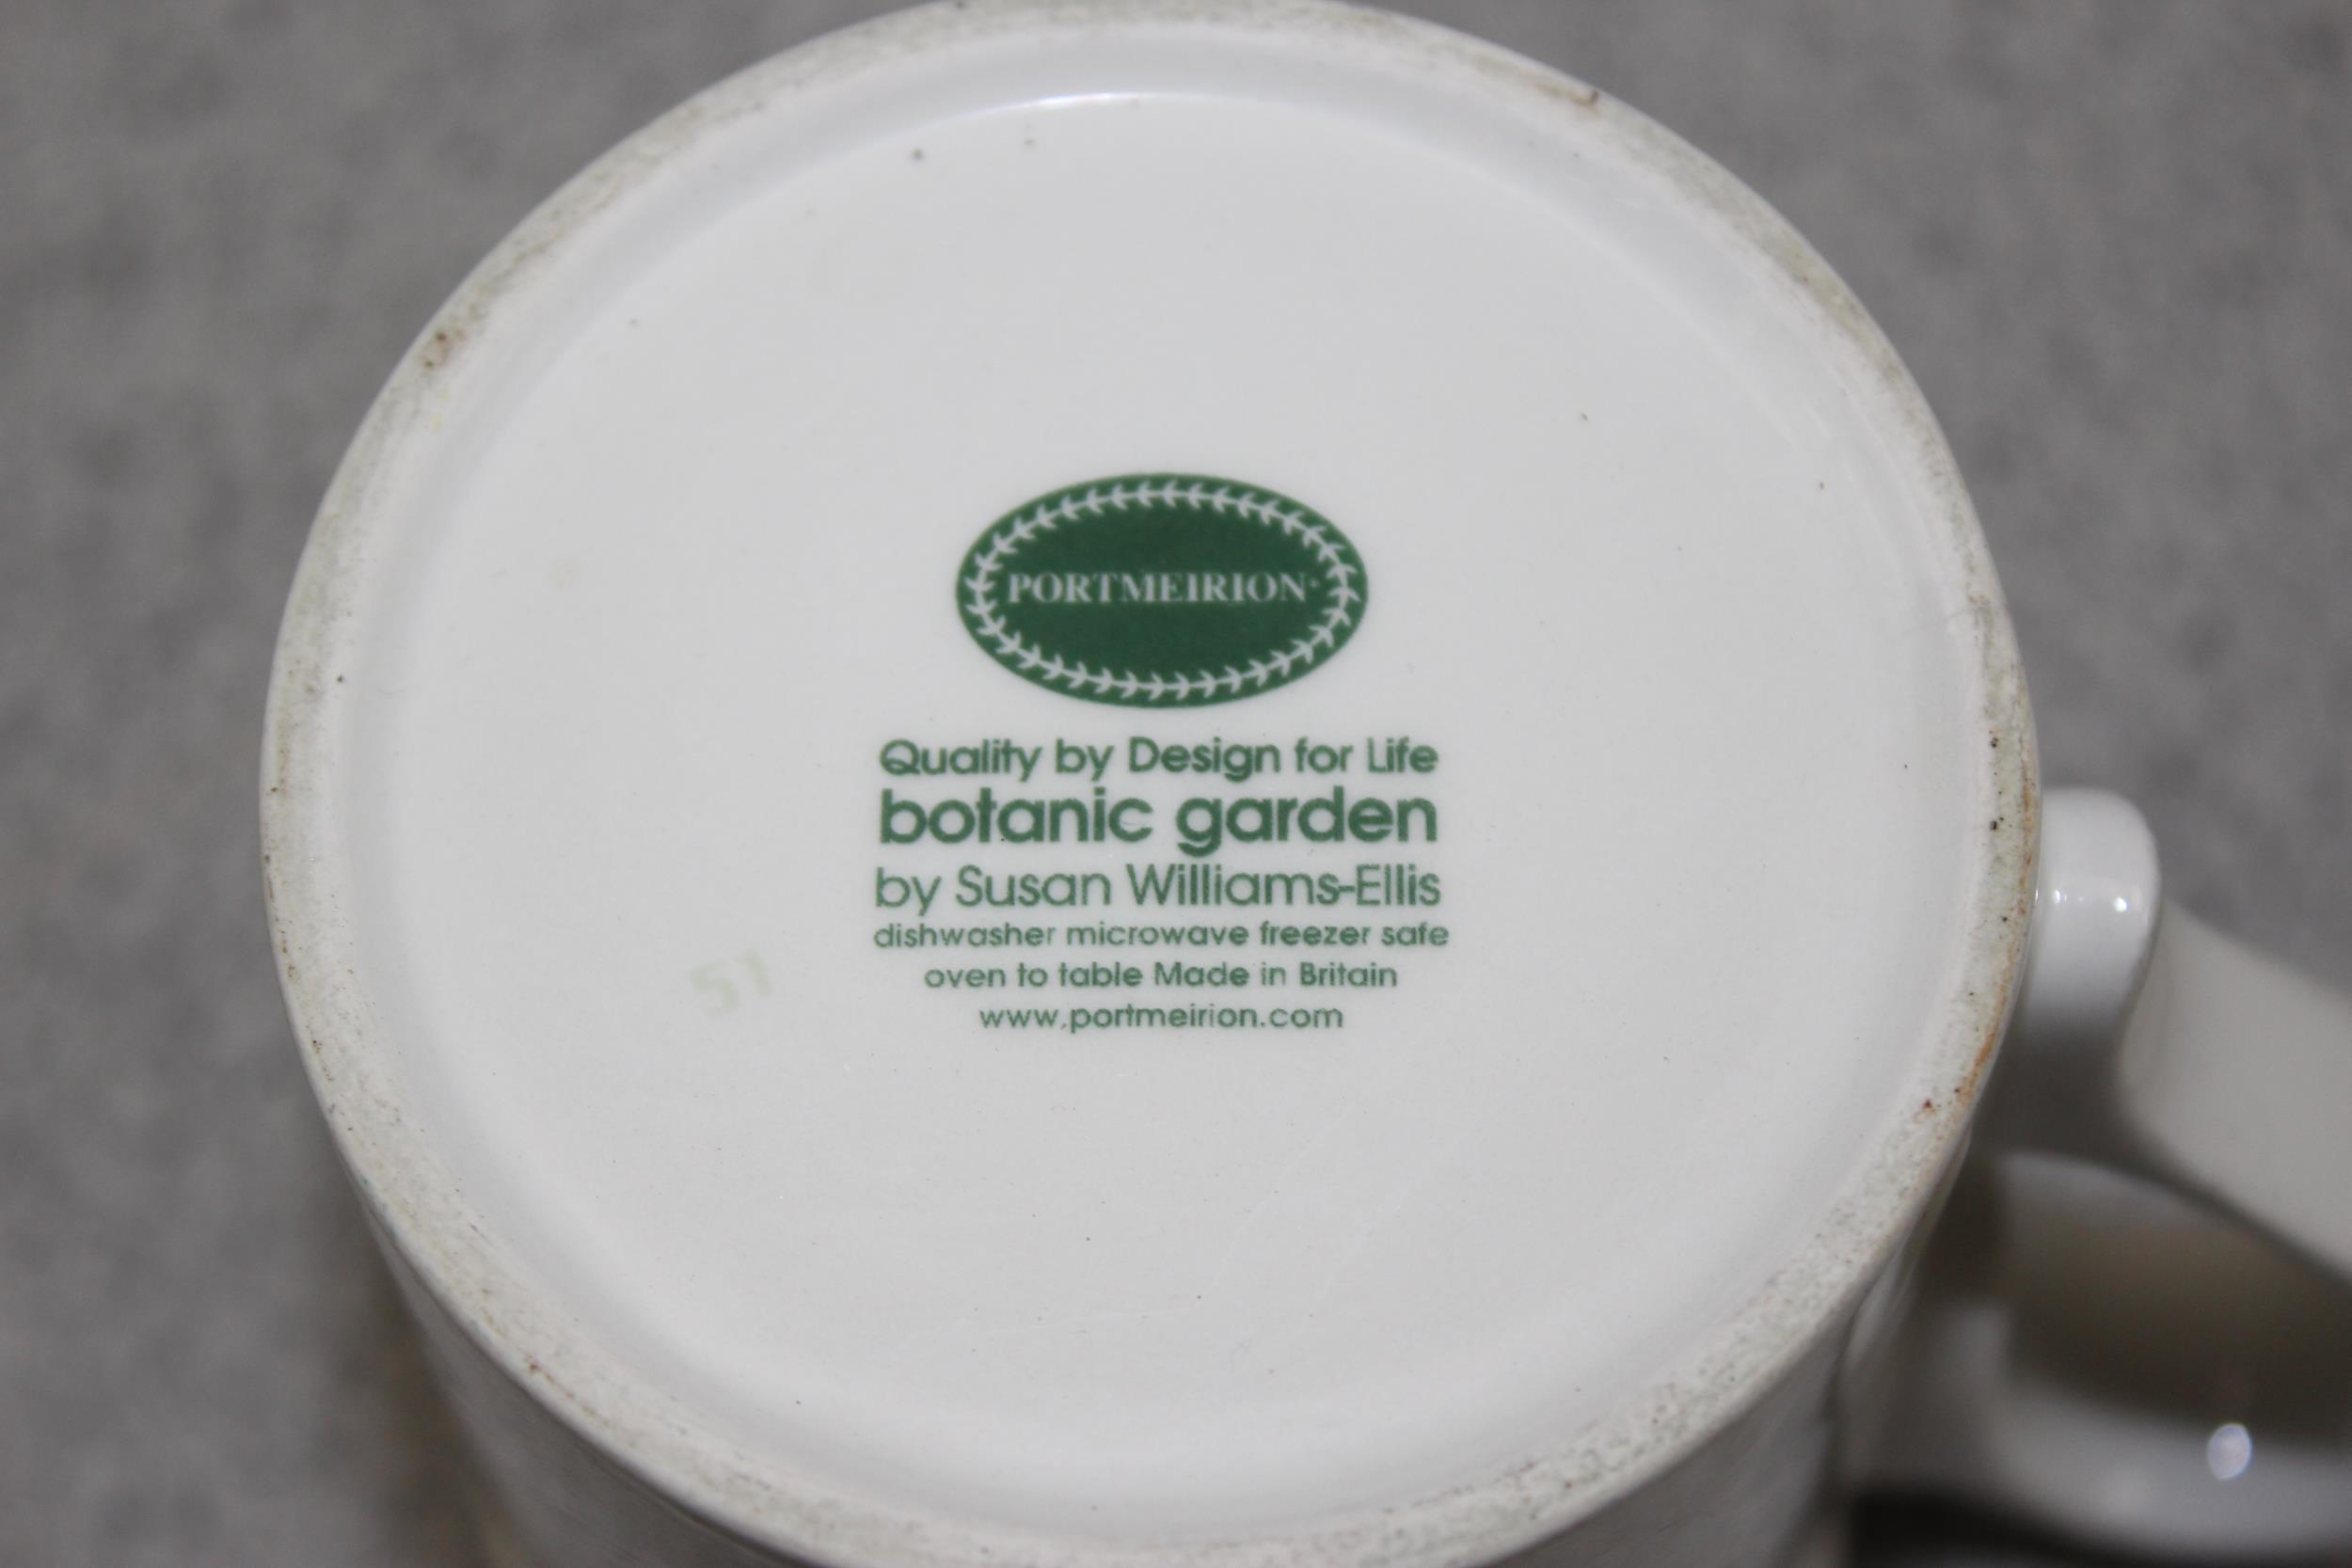 PORTMEIRION®
Quality by Design for Life
botanic garden
by Susan Williams-Ellis
dishwasher microwave freezer safe
oven to table Made in Britain
www.portmeirion.com
51